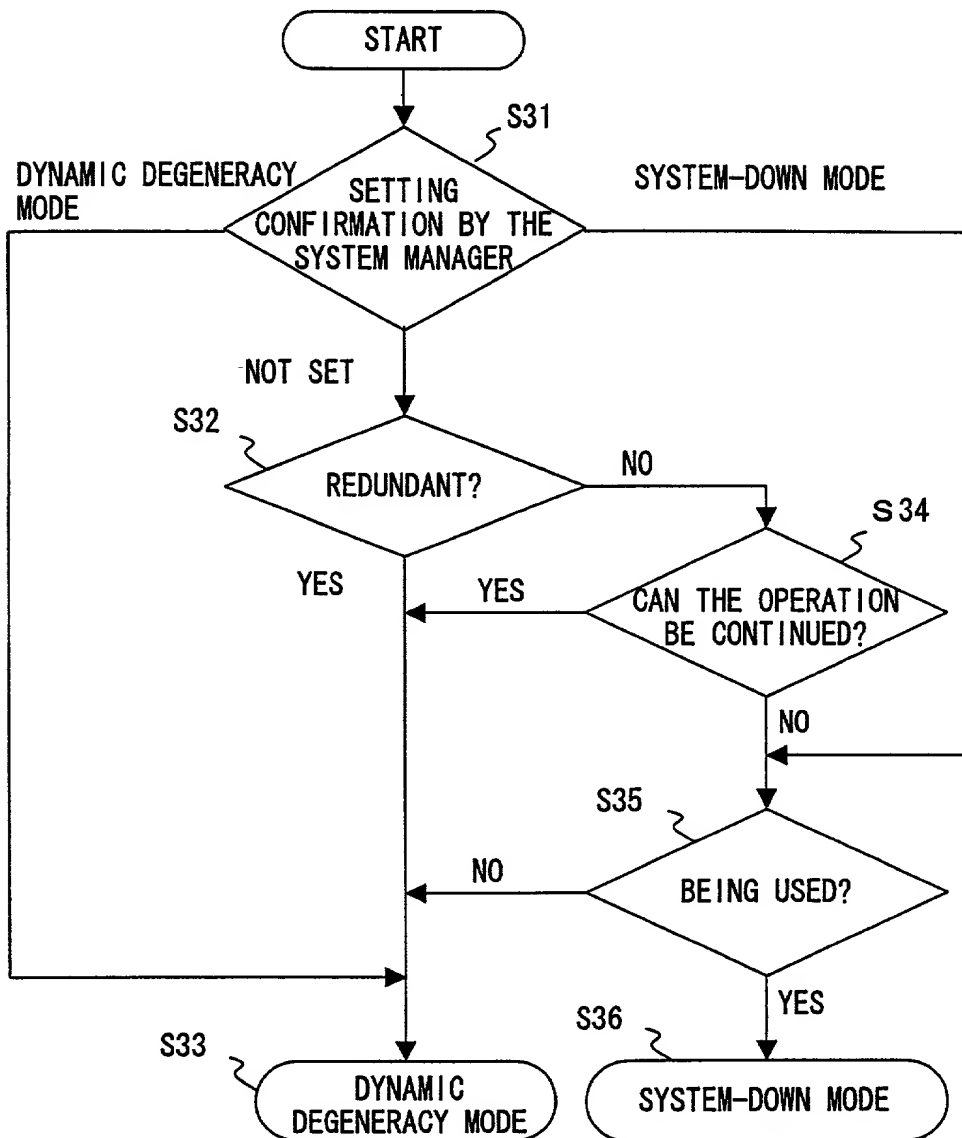 START
S31
DYNAMIC DEGENERACY
MODE
SETTING
CONFIRMATION BY THE
SYSTEM MANAGER
SYSTEM-DOWN MODE
NOT SET
S32
REDUNDANT?
NO
S34
YES
YES
CAN THE OPERATION
BE CONTINUED?
NO
S35
NO
BEING USED?
YES
S33
S36
DYNAMIC
DEGENERACY MODE
SYSTEM-DOWN MODE